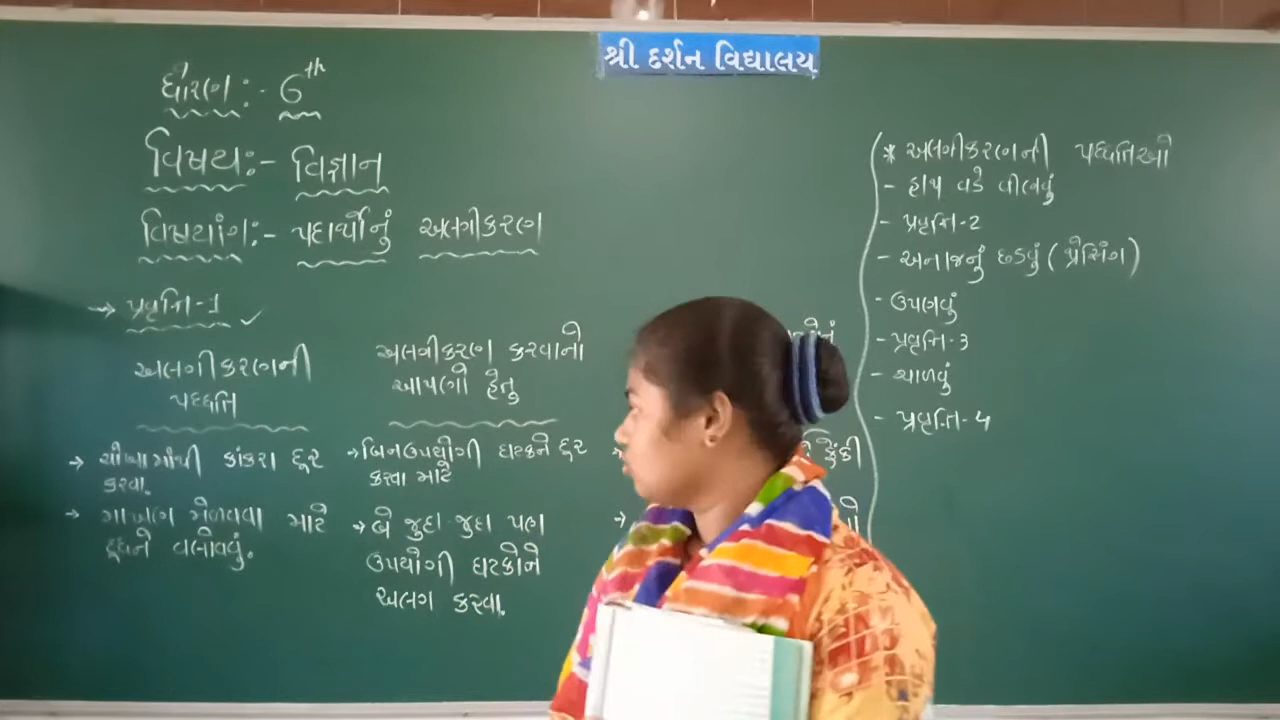 શ્રી દર્શન વિદ્યાલય
ધોરણ:- 6th
વિષય:- વિજ્ઞાન
વિષયાંગ:- પદાર્થોનું અલગીકરણ
→ પ્રવૃત્તિ-1 ✓
અલગીકરણની
પદ્ધતિ
→ ચોખામાંથી કાંકરા દૂર
કરવા.
→ માખણ મેળવવા માટે
દૂધને વલોવવું.
અલગીકરણ કરવાનો
આપણો હેતુ
→ બિનઉપયોગી ઘટકને દૂર
કરવા માટે
→ બે જુદા-જુદા પણ
ઉપયોગી ઘટકોને
અલગ કરવા.
ફેંકી
* અલગીકરણની પદ્ધતિઓ
- હાથ વડે વીણવું
- પ્રવૃત્તિ-2
- અનાજનું છડવું (થ્રેસિંગ)
- ઉપણવું
- પ્રવૃત્તિ-3
- ચાળવું
- પ્રવૃત્તિ-4